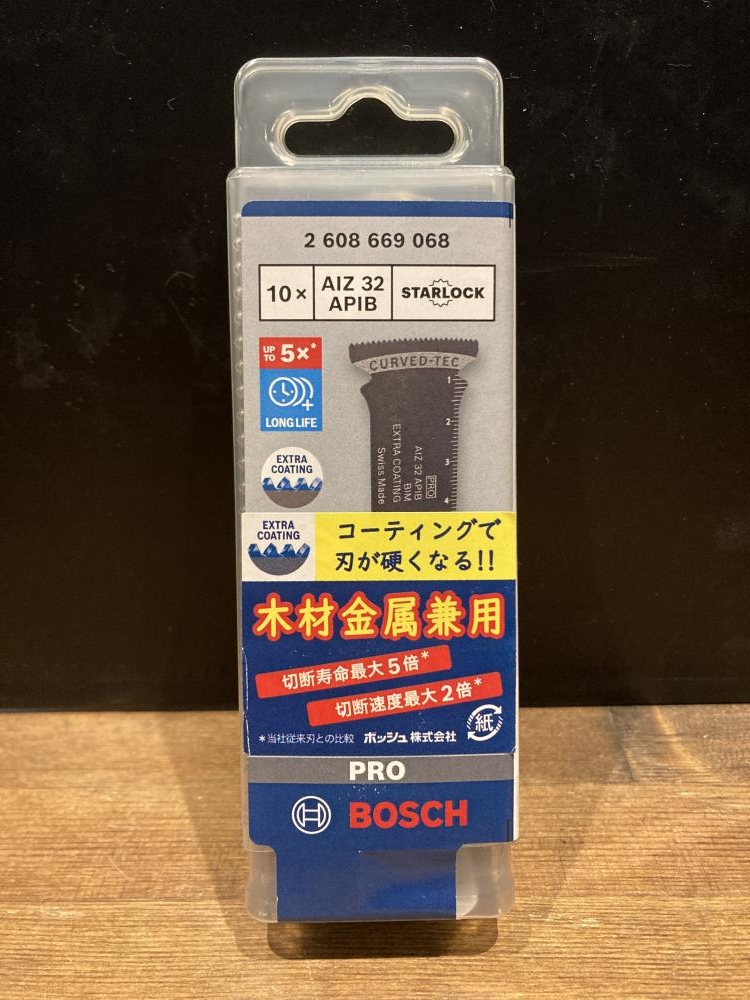 2 608 669 068
10× AIZ 32 APIB STARLOCK
UP TO 5×*
LONG LIFE
EXTRA COATING
CURVED-TEC
1
2
3
4
PRO
AIZ 32 APIB
BIM
EXTRA COATING
Swiss Made
EXTRA COATING
コーティングで
刃が硬くなる!!
木材金属兼用
切断寿命最大5倍*
切断速度最大2倍*
*当社従来刃との比較 ボッシュ株式会社 紙
PRO
BOSCH